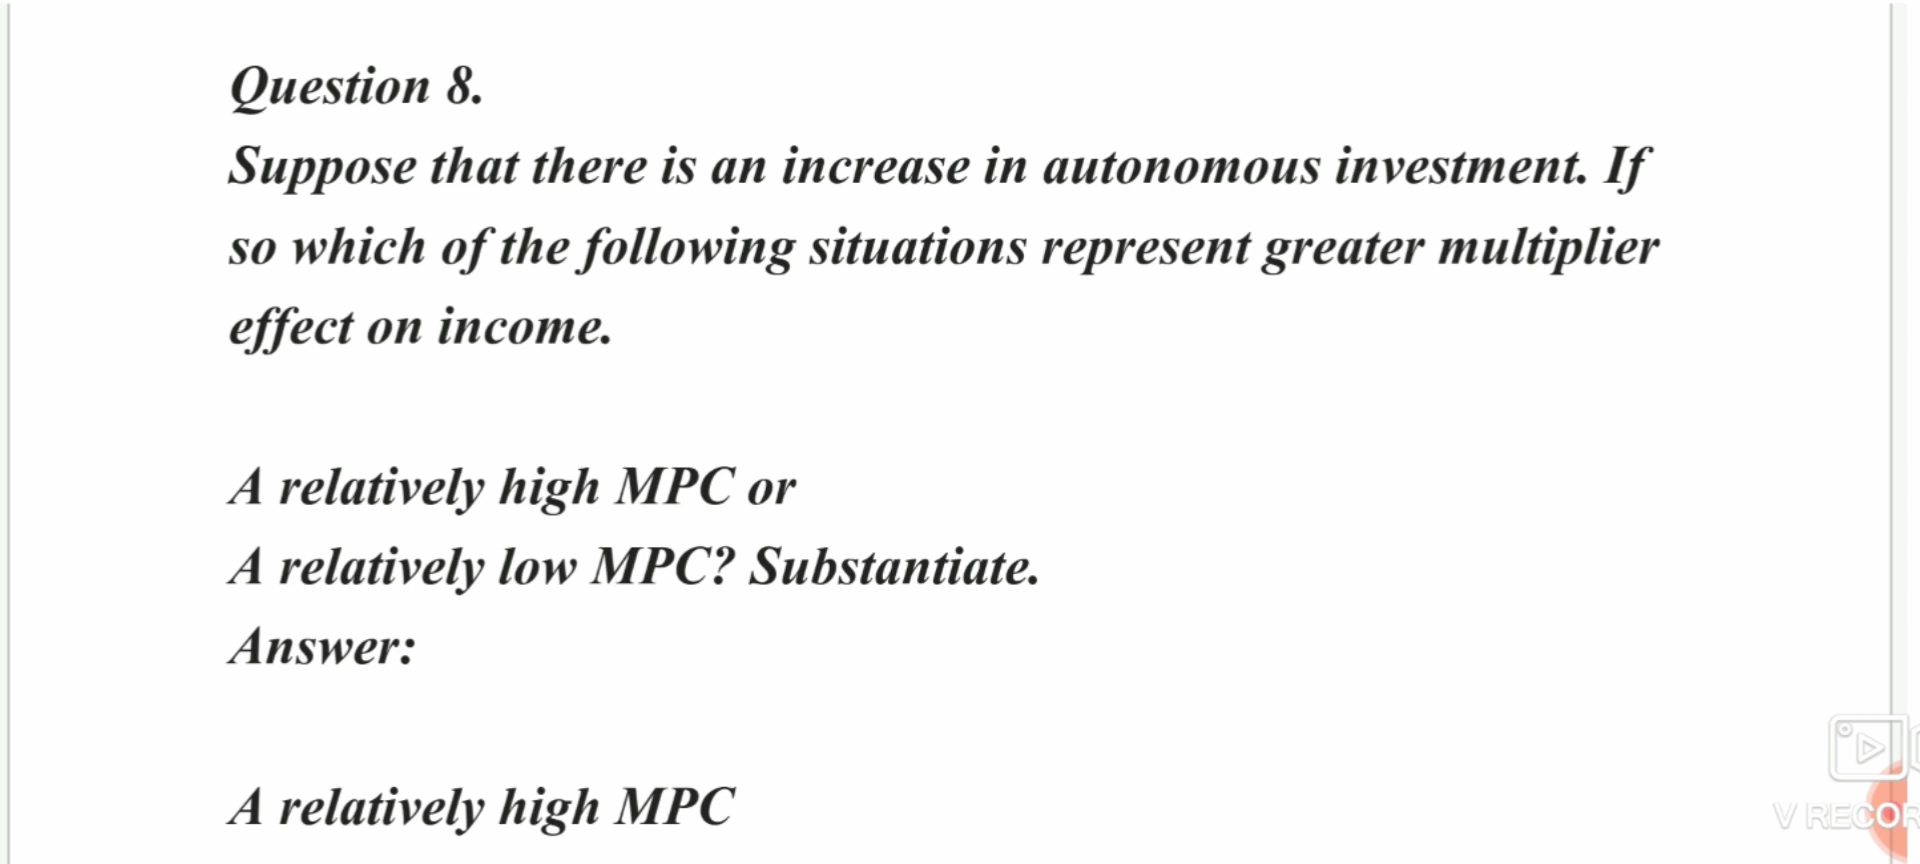 Question 8.
Suppose that there is an increase in autonomous investment. If
so which of the following situations represent greater multiplier
effect on income.
A relatively high MPC or
A relatively low MPC? Substantiate.
Answer:
A relatively high MPC
V RECOR